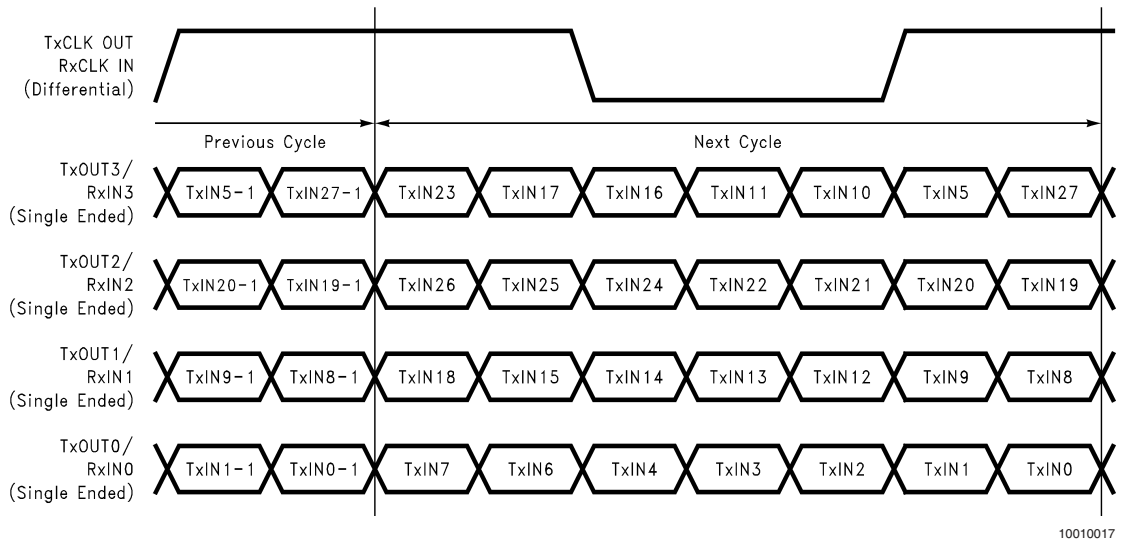 TxCLK OUT
RxCLK IN
(Differential)
Previous Cycle
Next Cycle
TxOUT3/
RxIN3
(Single Ended)
TxIN5-1 TxIN27-1 TxIN23 TxIN17 TxIN16 TxIN11 TxIN10 TxIN5 TxIN27
TxOUT2/
RxIN2
(Single Ended)
TxIN20-1 TxIN19-1 TxIN26 TxIN25 TxIN24 TxIN22 TxIN21 TxIN20 TxIN19
TxOUT1/
RxIN1
(Single Ended)
TxIN9-1 TxIN8-1 TxIN18 TxIN15 TxIN14 TxIN13 TxIN12 TxIN9 TxIN8
TxOUT0/
RxIN0
(Single Ended)
TxIN1-1 TxIN0-1 TxIN7 TxIN6 TxIN4 TxIN3 TxIN2 TxIN1 TxIN0
10010017